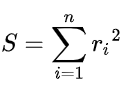 S = \sum_{i=1}^{n} r_i^2